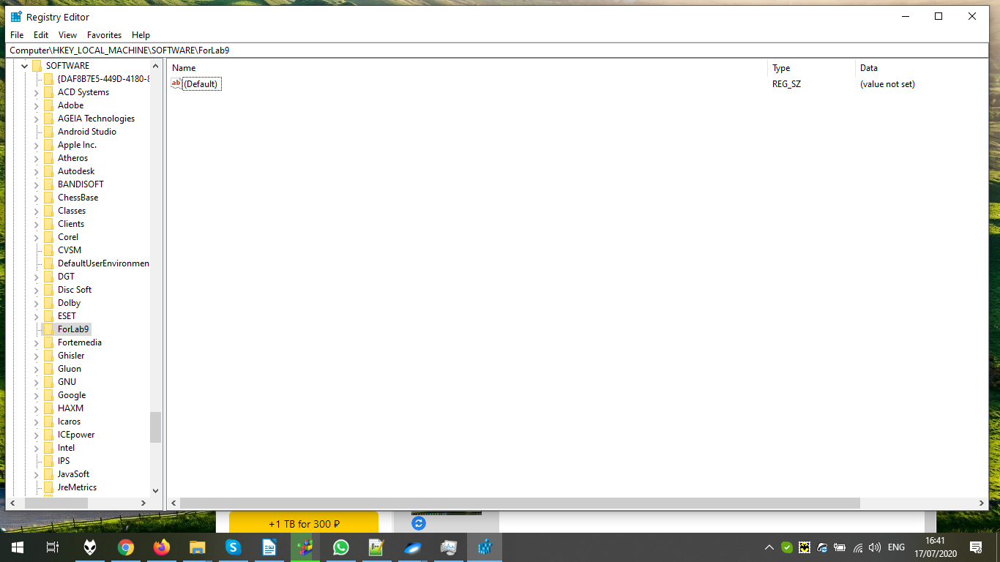 Registry Editor
File Edit View Favorites Help
Computer\HKEY_LOCAL_MACHINE\SOFTWARE\ForLab9
SOFTWARE
{DAF8B7E5-449D-4180-8
ACD Systems
Adobe
AGEIA Technologies
Android Studio
Apple Inc.
Atheros
Autodesk
BANDISOFT
ChessBase
Classes
Clients
Corel
CVSM
DefaultUserEnvironmen
DGT
Disc Soft
Dolby
ESET
ForLab9
Fortemedia
Ghisler
Gluon
GNU
Google
HAXM
Icaros
ICEpower
Intel
IPS
JavaSoft
JreMetrics
Name Type Data
ab (Default) REG_SZ (value not set)
+1 TB for 300 ₽
ENG
16:41
17/07/2020